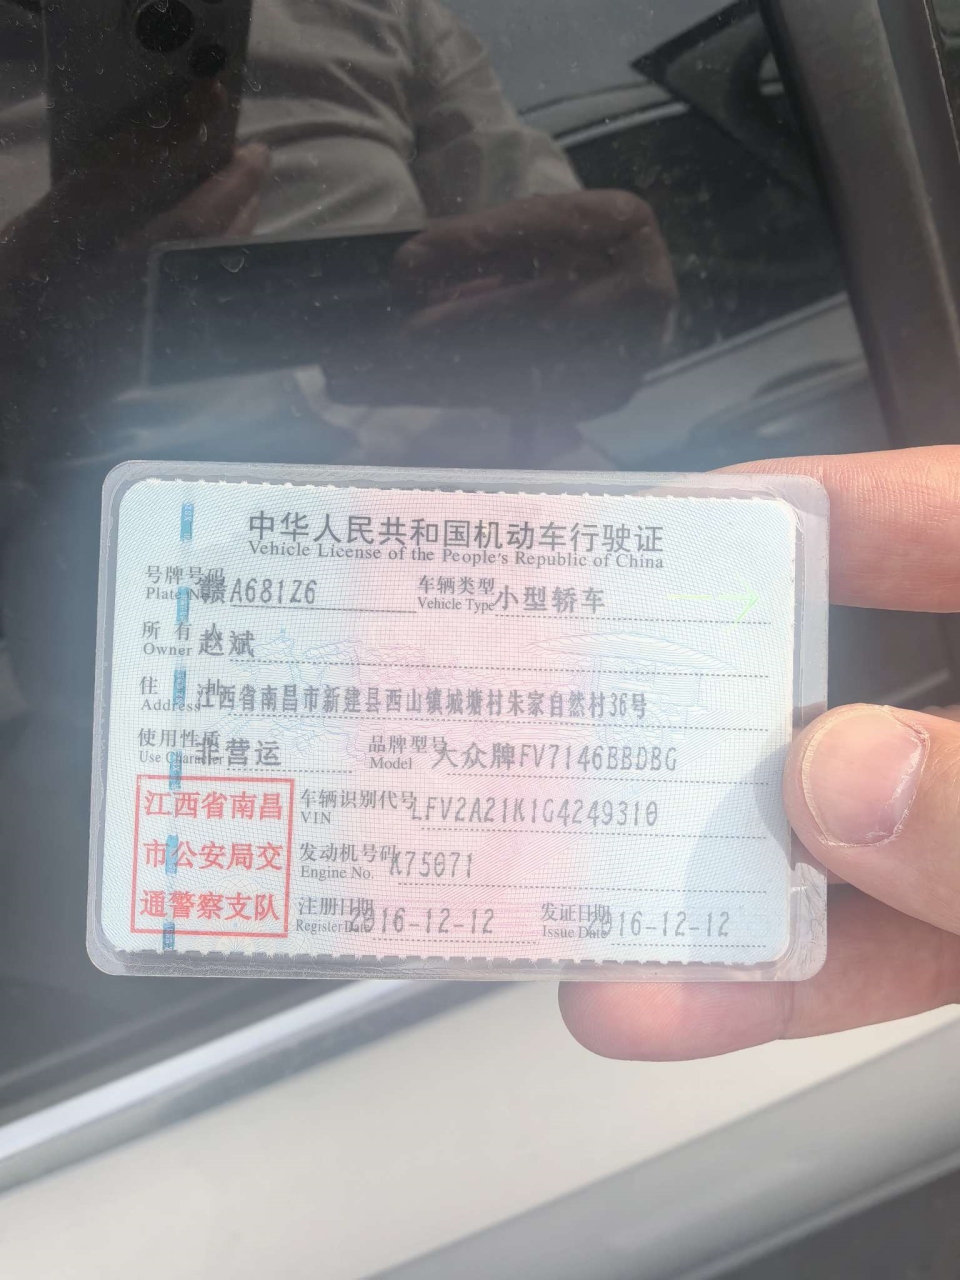 中华人民共和国机动车行驶证
Vehicle License of the People's Republic of China
号牌号码 赣A681Z6 车辆类型 小型轿车
Plate No. Vehicle Type
所有人 赵斌
Owner
住址 江西省南昌市新建县西山镇城塘村朱家自然村36号
Address
使用性质 非营运 品牌型号 大众牌FV7146BBDBG
Use Character Model
江西省南昌
市公安局交
通警察支队
车辆识别代号 LFV2A21K1G4249310
VIN
发动机号码 K75071
Engine No.
注册日期 2016-12-12 发证日期 2016-12-12
Register Date Issue Date